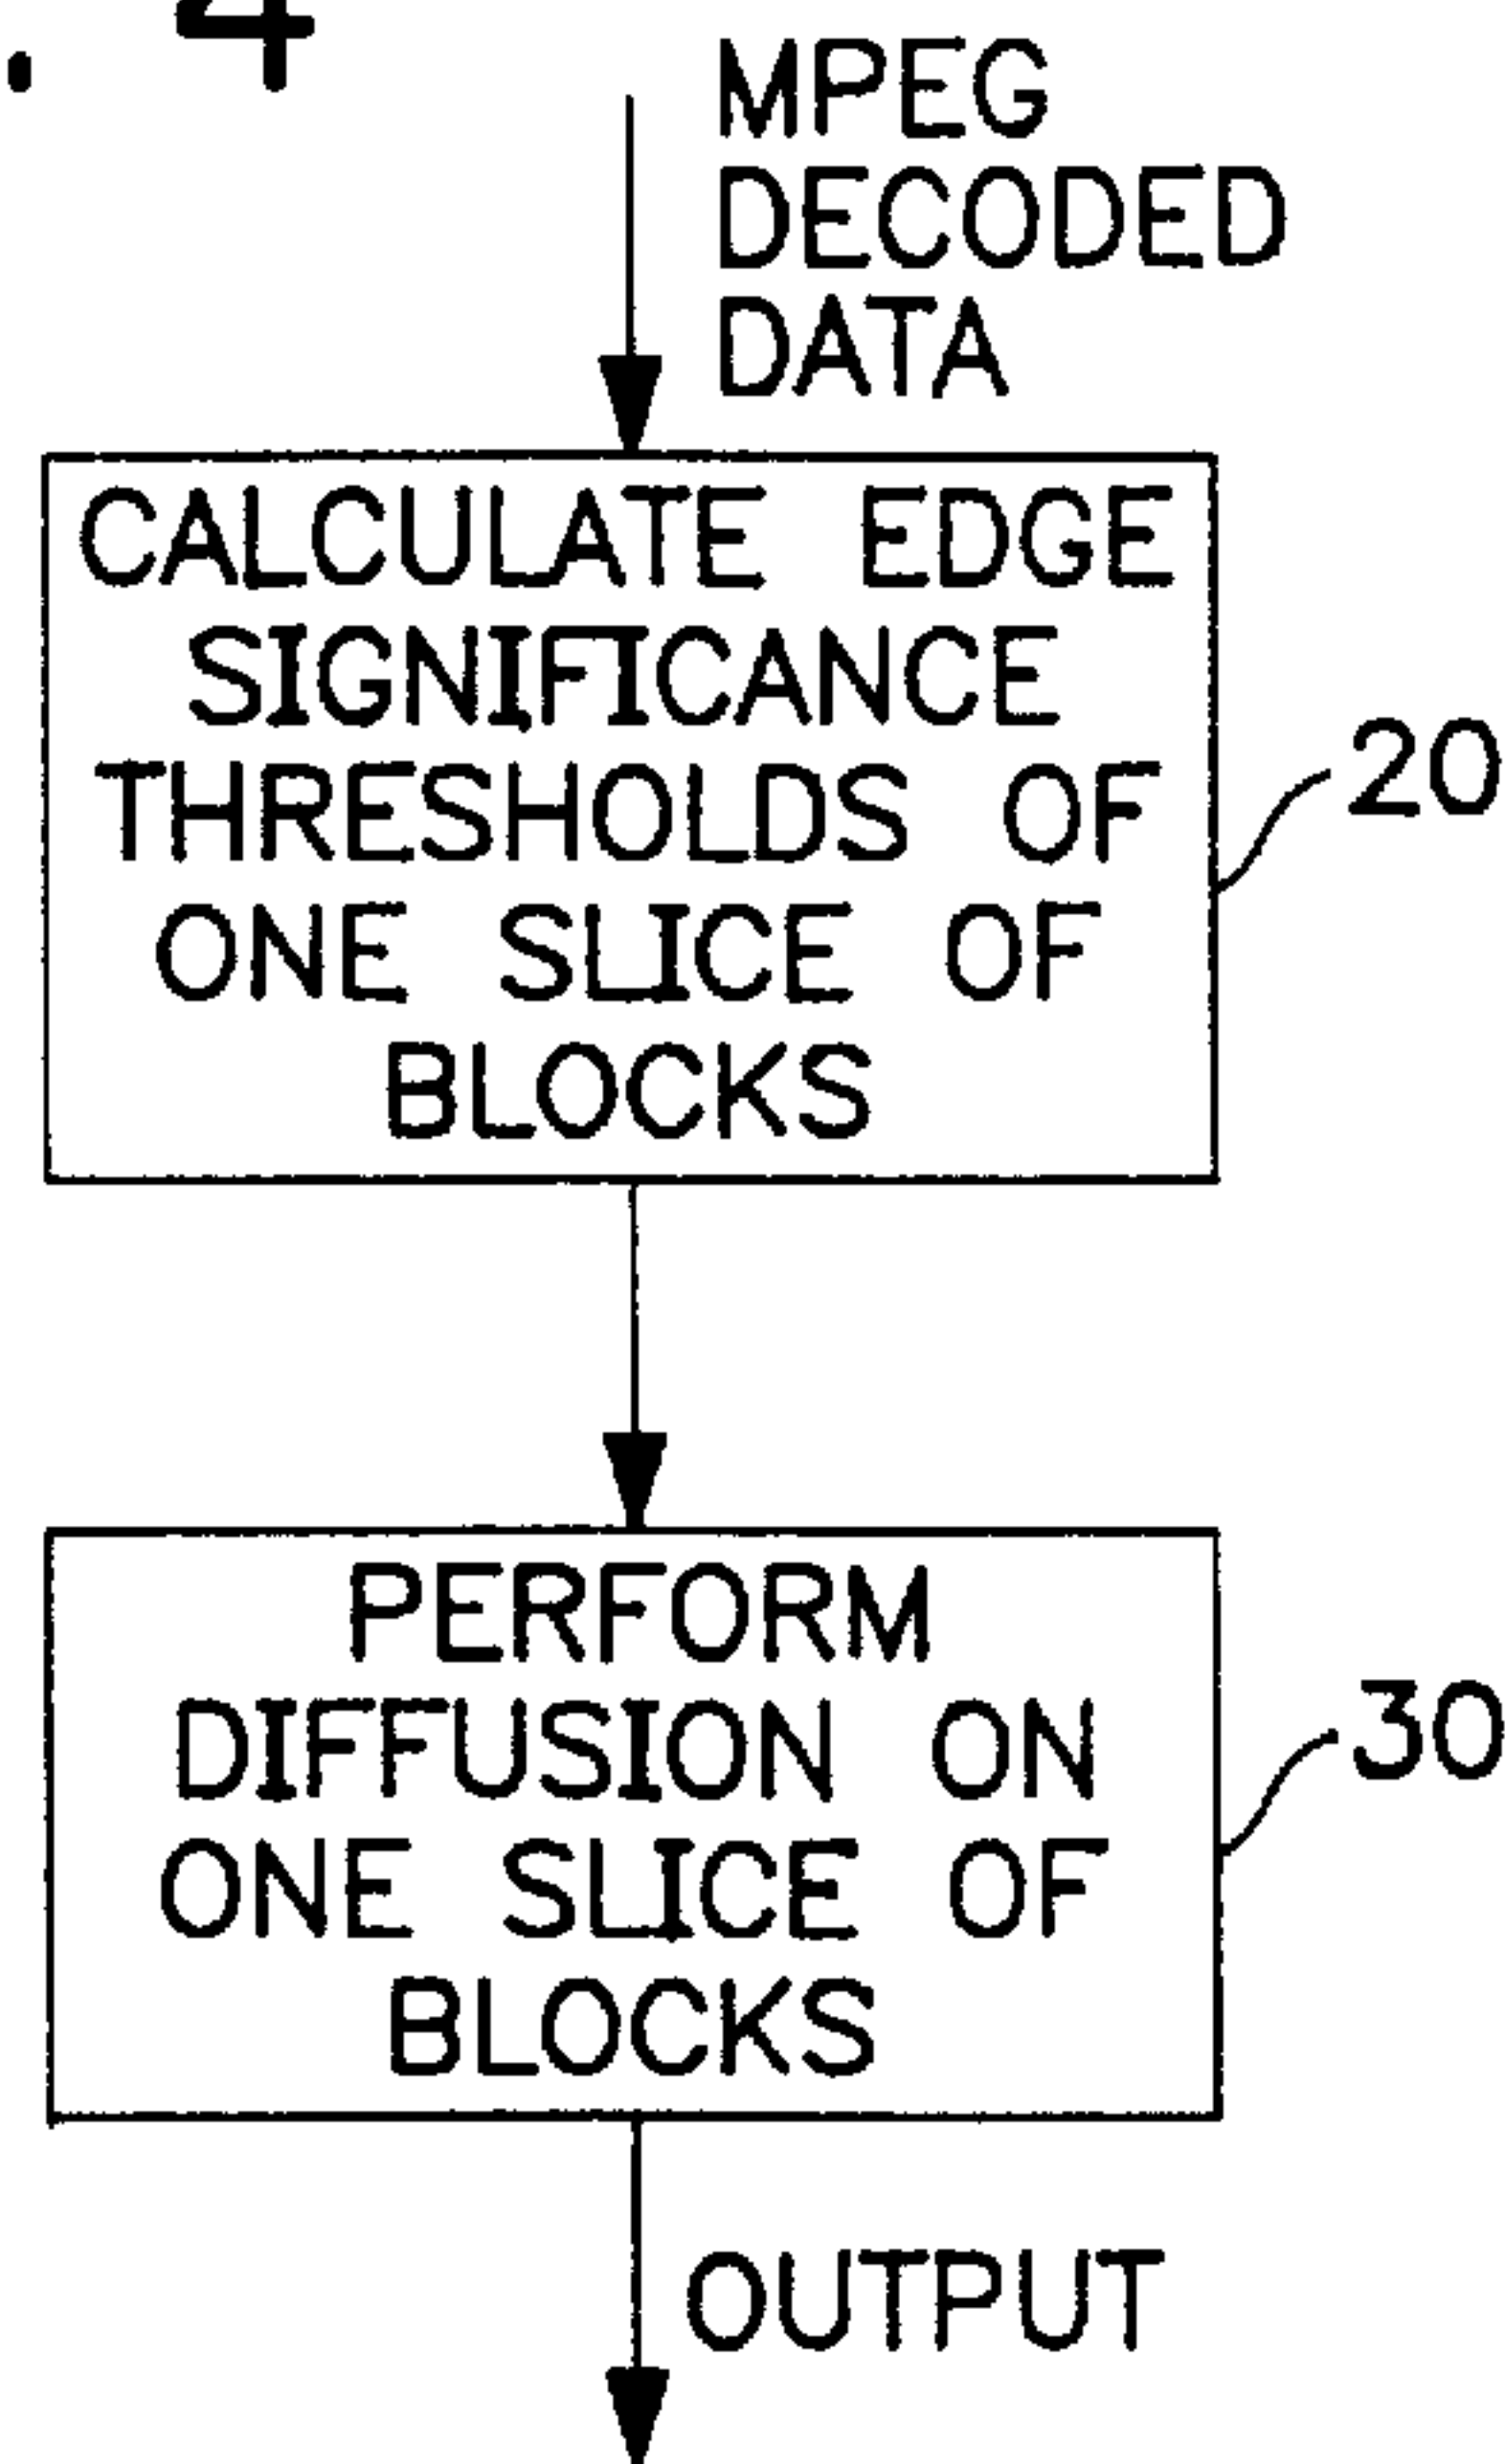 . 4
MPEG
DECODED
DATA
CALCULATE EDGE
SIGNIFICANCE
THRESHOLDS OF
ONE SLICE OF
BLOCKS
20
PERFORM
DIFFUSION ON
ONE SLICE OF
BLOCKS
30
OUTPUT